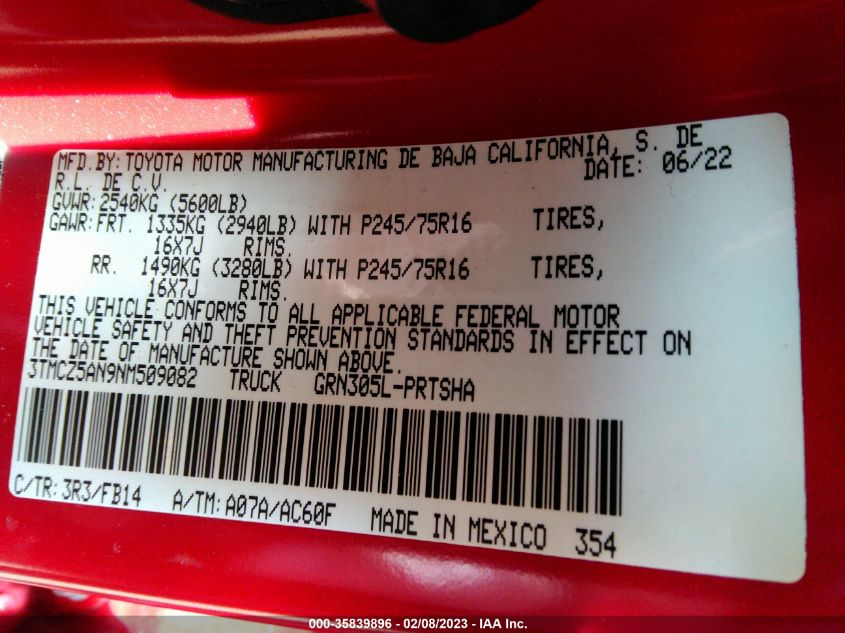 MFD.BY:TOYOTA MOTOR MANUFACTURING DE BAJA CALIFORNIA, S. DE
R.L. DE C.V. DATE: 06/22
GVWR:2540KG (5600LB)
GAWR:FRT. 1335KG (2940LB) WITH P245/75R16 TIRES,
16X7J RIMS.
RR. 1490KG (3280LB) WITH P245/75R16 TIRES,
16X7J RIMS.
THIS VEHICLE CONFORMS TO ALL APPLICABLE FEDERAL MOTOR
VEHICLE SAFETY AND THEFT PREVENTION STANDARDS IN EFFECT ON
THE DATE OF MANUFACTURE SHOWN ABOVE.
3TMCZ5AN9NM509082 TRUCK GRN305L-PRTSHA
C/TR:3R3/FB14 A/TM:A07A/AC60F MADE IN MEXICO 354
000-35839896 - 02/08/2023 - IAA Inc.